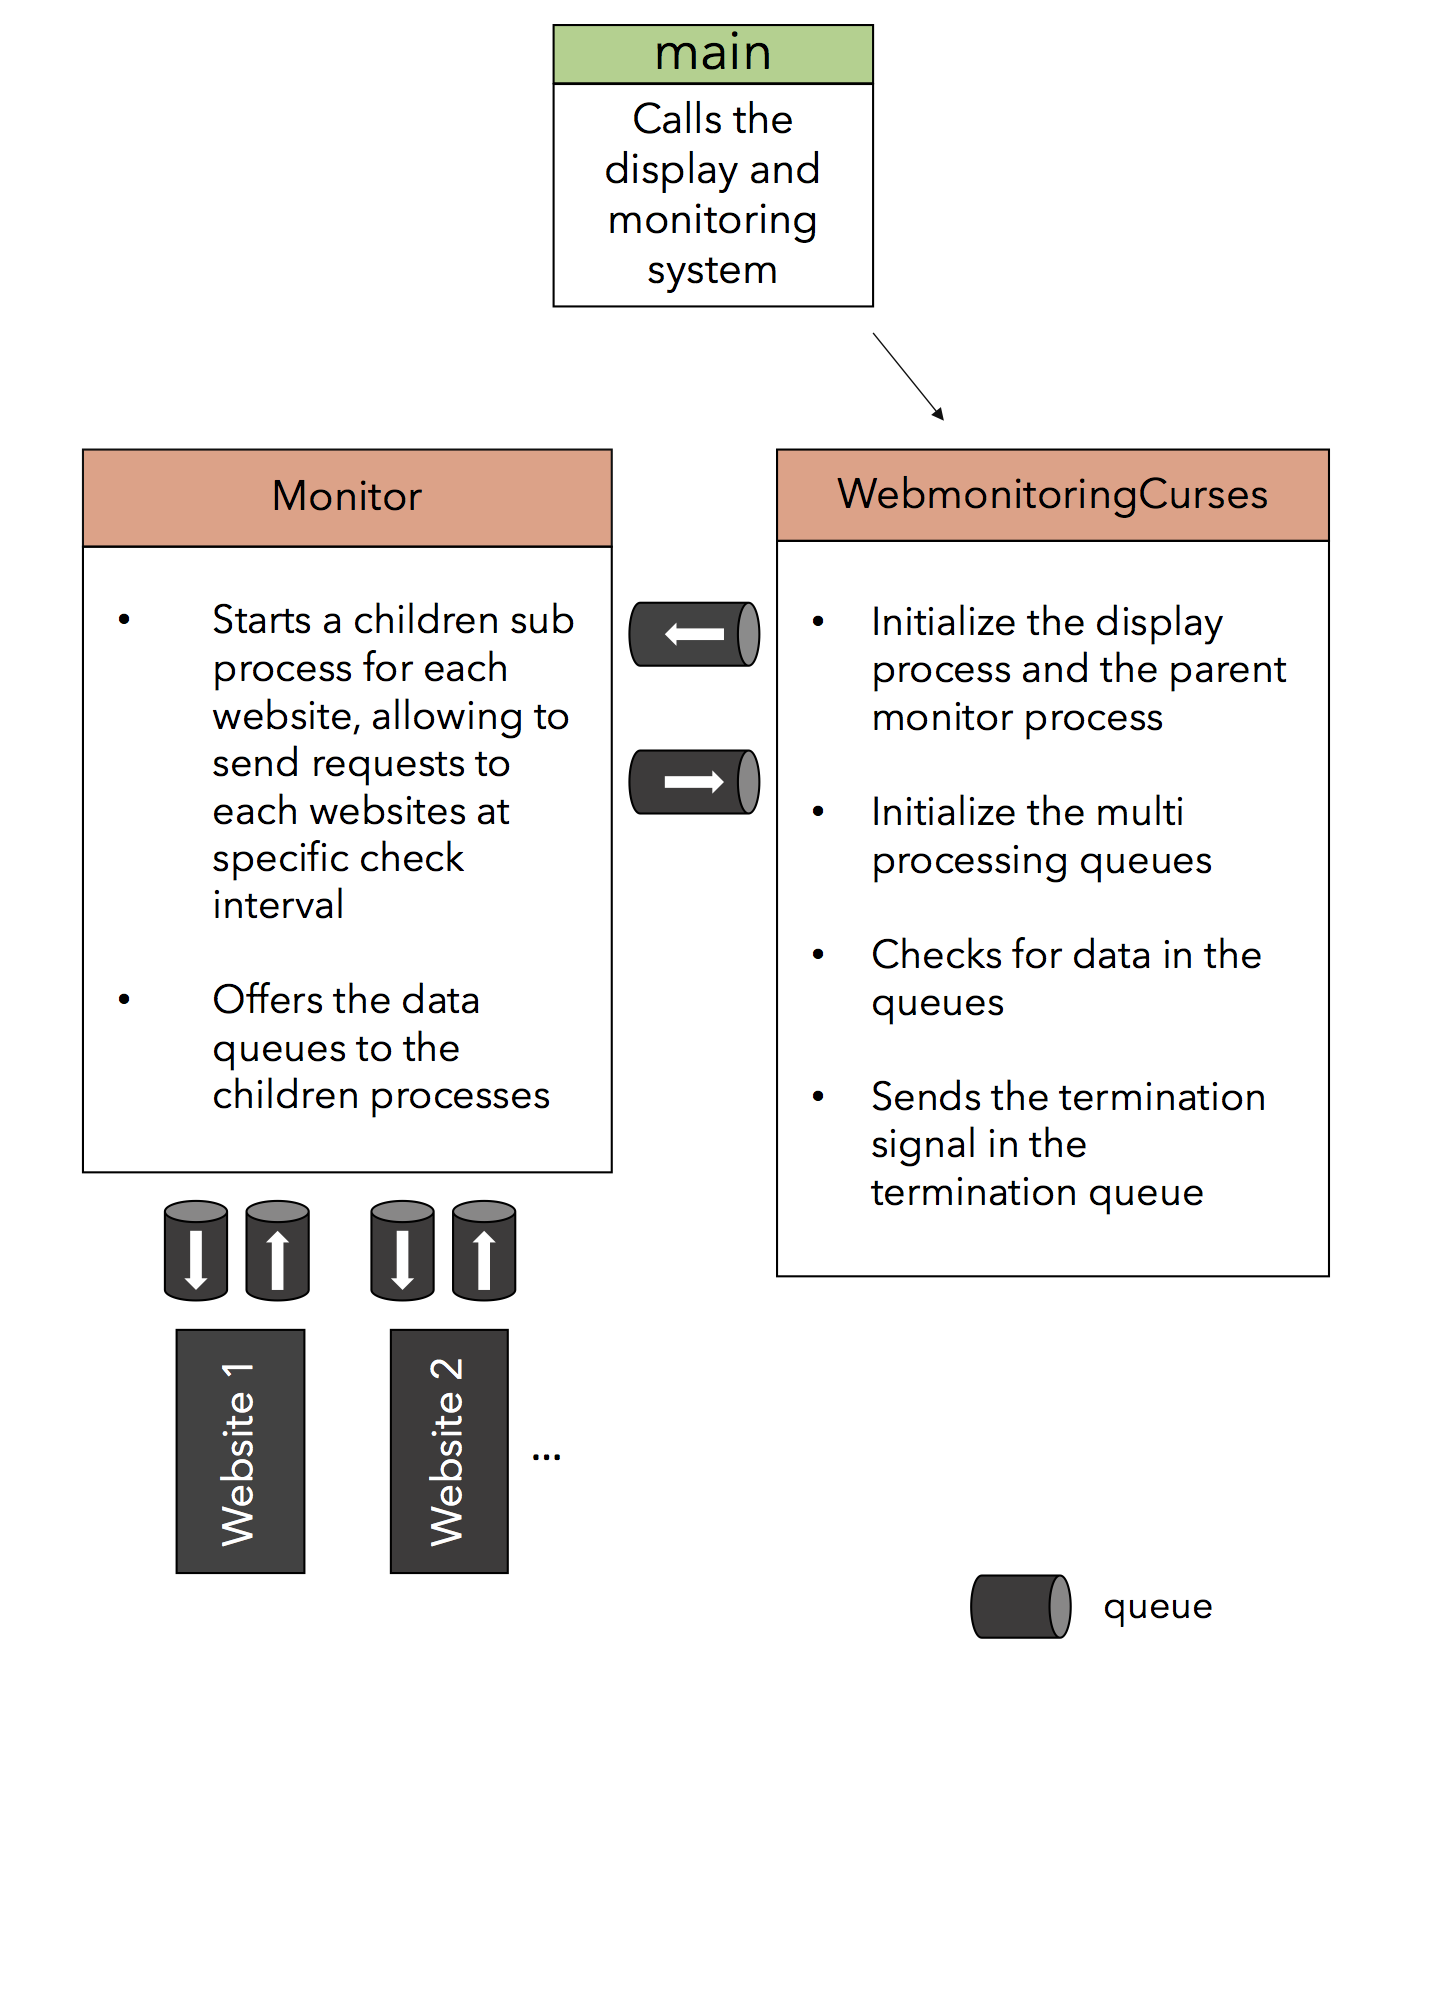 main
Calls the
display and
monitoring
system
Monitor
• Starts a children sub
process for each
website, allowing to
send requests to
each websites at
specific check
interval
• Offers the data
queues to the
children processes
WebmonitoringCurses
• Initialize the display
process and the parent
monitor process
• Initialize the multi
processing queues
• Checks for data in the
queues
• Sends the termination
signal in the
termination queue
Website 1
Website 2
...
queue